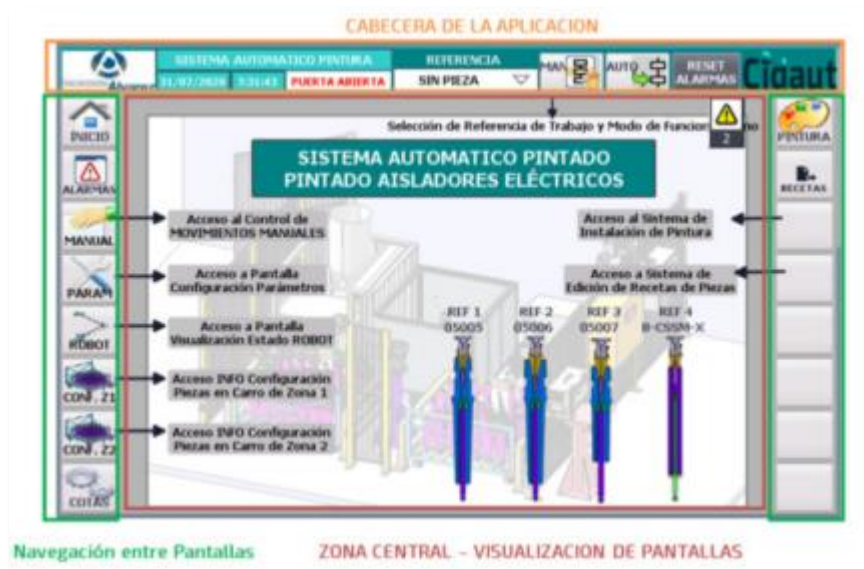 CABECERA DE LA APLICACION
SISTEMA AUTOMATICO PINTURA
REFERENCIA
MAN
AUTO
RESET
ALARMAS
Cidaut
PUERTA ABIERTA
SIN PIEZA
INICIO
ALARMAS
MANUAL
PARAM
ROBOT
CONF. Z1
CONF. Z2
COTAS
Selección de Referencia de Trabajo y Modo de
2
SISTEMA AUTOMATICO PINTADO
PINTADO AISLADORES ELÉCTRICOS
Acceso al Control de
MOVIMIENTOS MANUALES
Acceso a Pantalla
Configuración Parámetros
Acceso a Pantalla
Visualización Estado ROBOT
Acceso INFO Configuración
Piezas en Carro de Zona 1
Acceso INFO Configuración
Piezas en Carro de Zona 2
Acceso al Sistema de
Instalación de Pintura
Acceso a Sistema de
Edición de Recetas de Piezas
REF 1
05005
REF 2
05006
REF 3
05007
REF 4
B-CSSM-X
PINTURA
RECETAS
Navegación entre Pantallas
ZONA CENTRAL - VISUALIZACION DE PANTALLAS